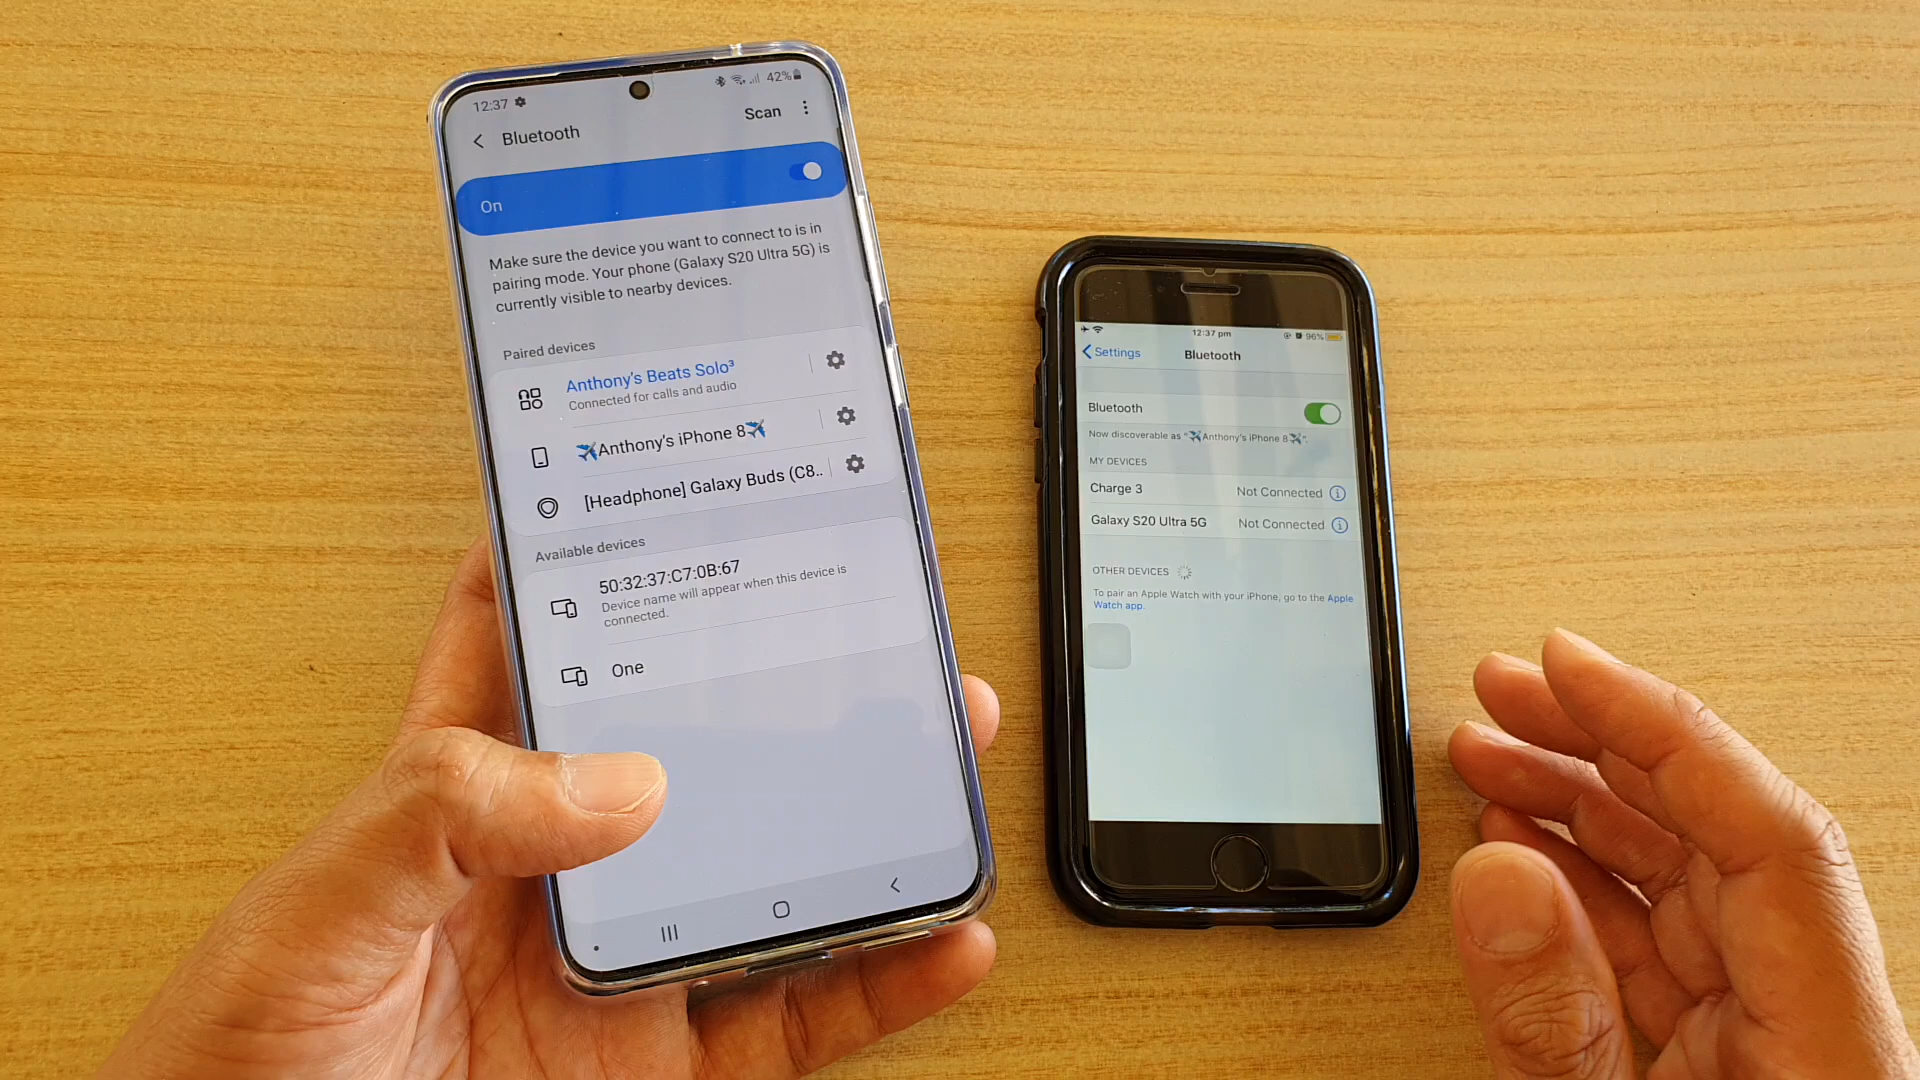 12:37
42%
Bluetooth
Scan
On
Make sure the device you want to connect to is in
pairing mode. Your phone (Galaxy S20 Ultra 5G) is
currently visible to nearby devices.
Paired devices
Anthony's Beats Solo³
Connected for calls and audio
✈️Anthony's iPhone 8✈️
[Headphone] Galaxy Buds (C8..
Available devices
50:32:37:C7:0B:67
Device name will appear when this device is
connected.
One
12:37 pm
96%
Settings
Bluetooth
Bluetooth
Now discoverable as "✈️Anthony's iPhone 8✈️".
MY DEVICES
Charge 3 Not Connected
Galaxy S20 Ultra 5G Not Connected
OTHER DEVICES
To pair an Apple Watch with your iPhone, go to the Apple
Watch app.